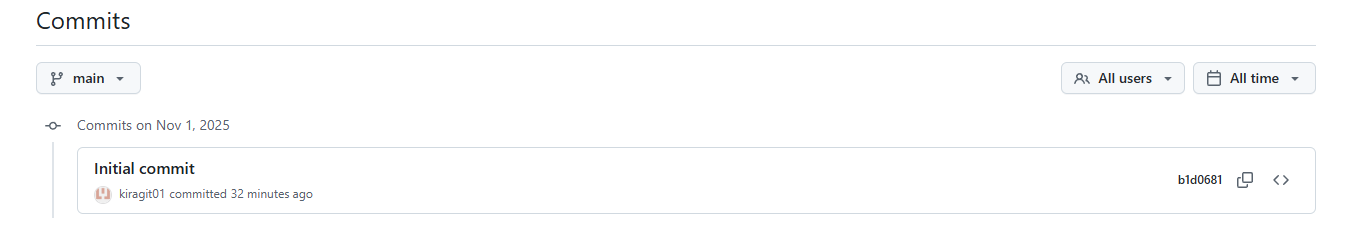 Commits
main
All users
All time
Commits on Nov 1, 2025
Initial commit
kiragit01 committed 32 minutes ago
b1d0681